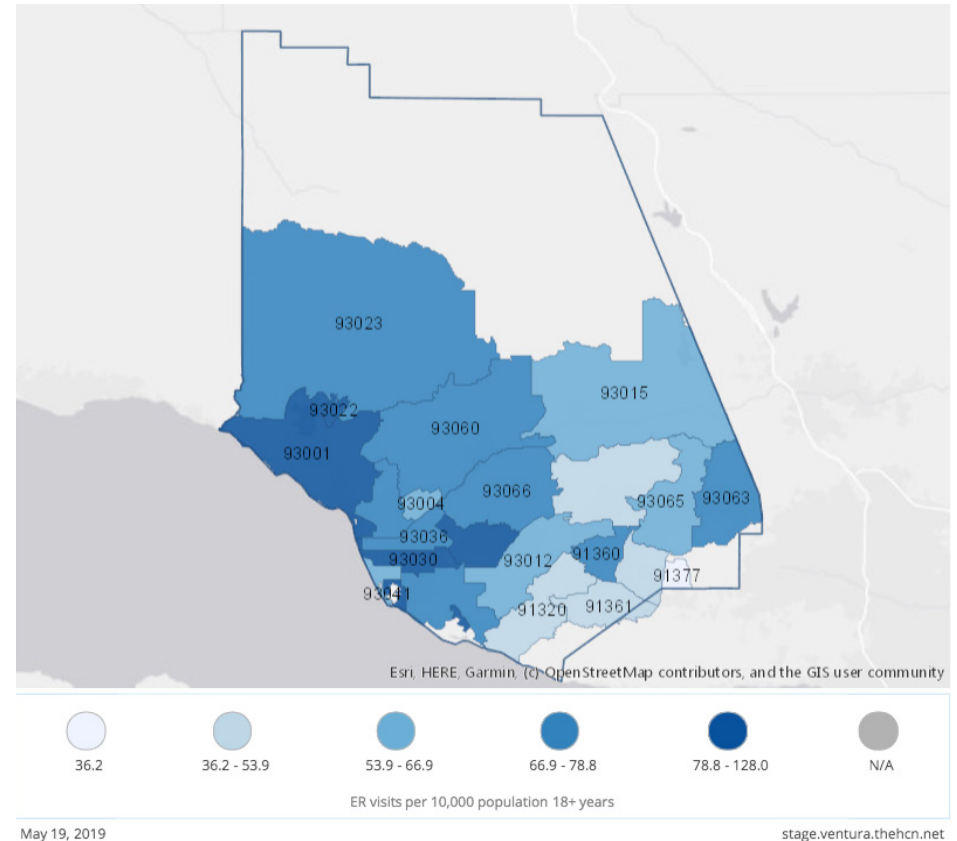 93023
93015
93022
93060
93001
93066
93004
93065
93063
93036
93030
93012
91360
91377
93041
91320
91361
Esri, HERE, Garmin, (c) OpenStreetMap contributors, and the GIS user community
36.2
36.2 - 53.9
53.9 - 66.9
66.9 - 78.8
78.8 - 128.0
N/A
ER visits per 10,000 population 18+ years
May 19, 2019
stage.ventura.thehcn.net